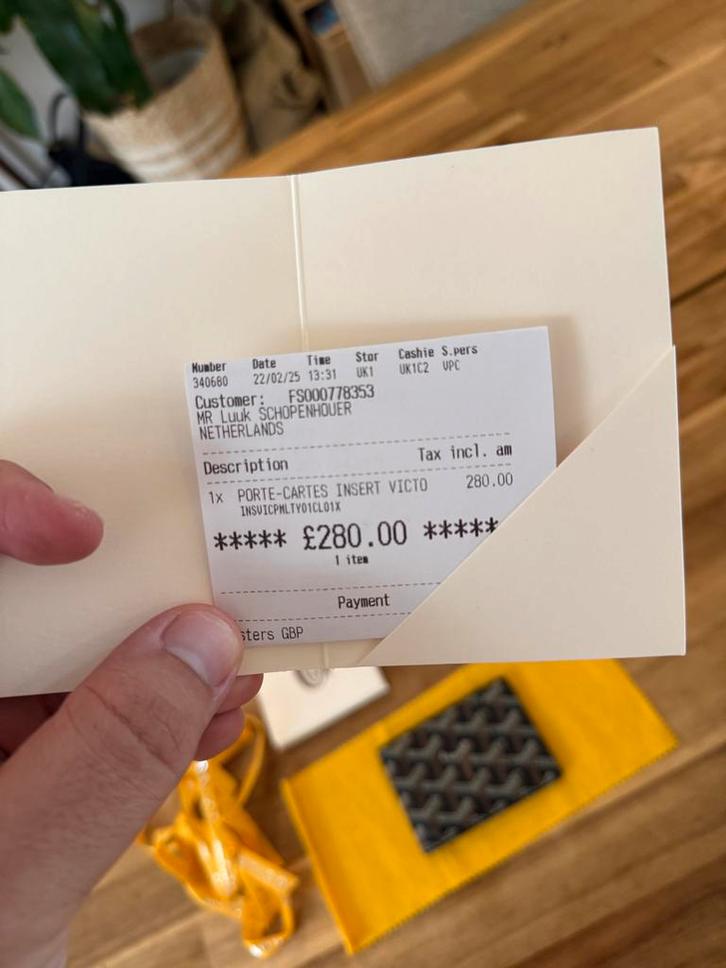 Number Date Time Stor Cashie S.pers
340680 22/02/25 13:31 UK1 UK1C2 VPC
Customer: FS000778353
MR Luuk SCHOPENHOUER
NETHERLANDS
Description Tax incl. am
1x PORTE-CARTES INSERT VICTO 280.00
INSVICPMLTY01CL01X
***** £280.00 *****
1 item
Payment
sters GBP